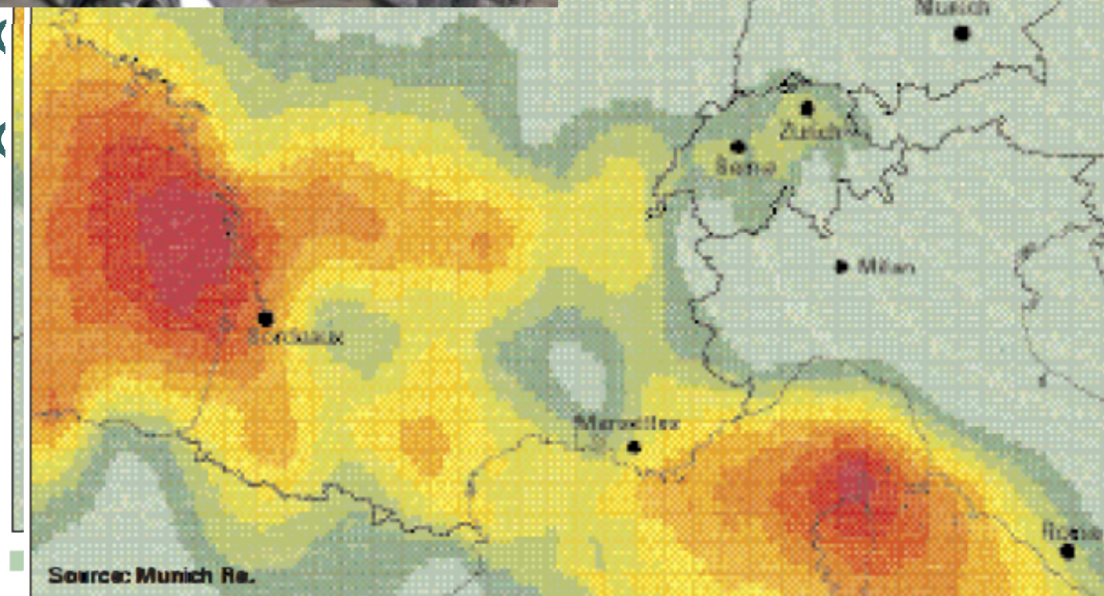 Munich
Zurich
Berne
Milan
Bordeaux
Marseilles
Rome
Source: Munich Re.